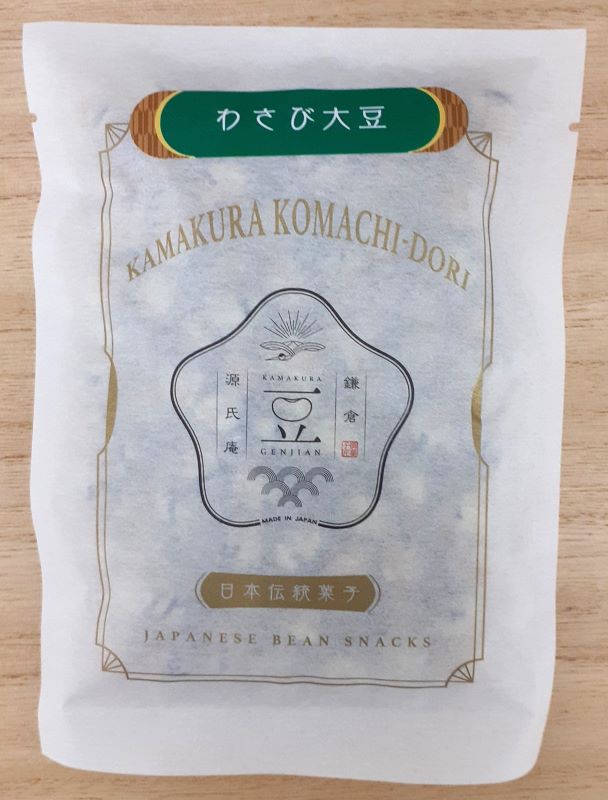 わさび大豆
KAMAKURA KOMACHI-DORI
鎌倉
KAMAKURA
豆
GENJIAN
源氏庵
MADE IN JAPAN
日本伝統菓子
JAPANESE BEAN SNACKS